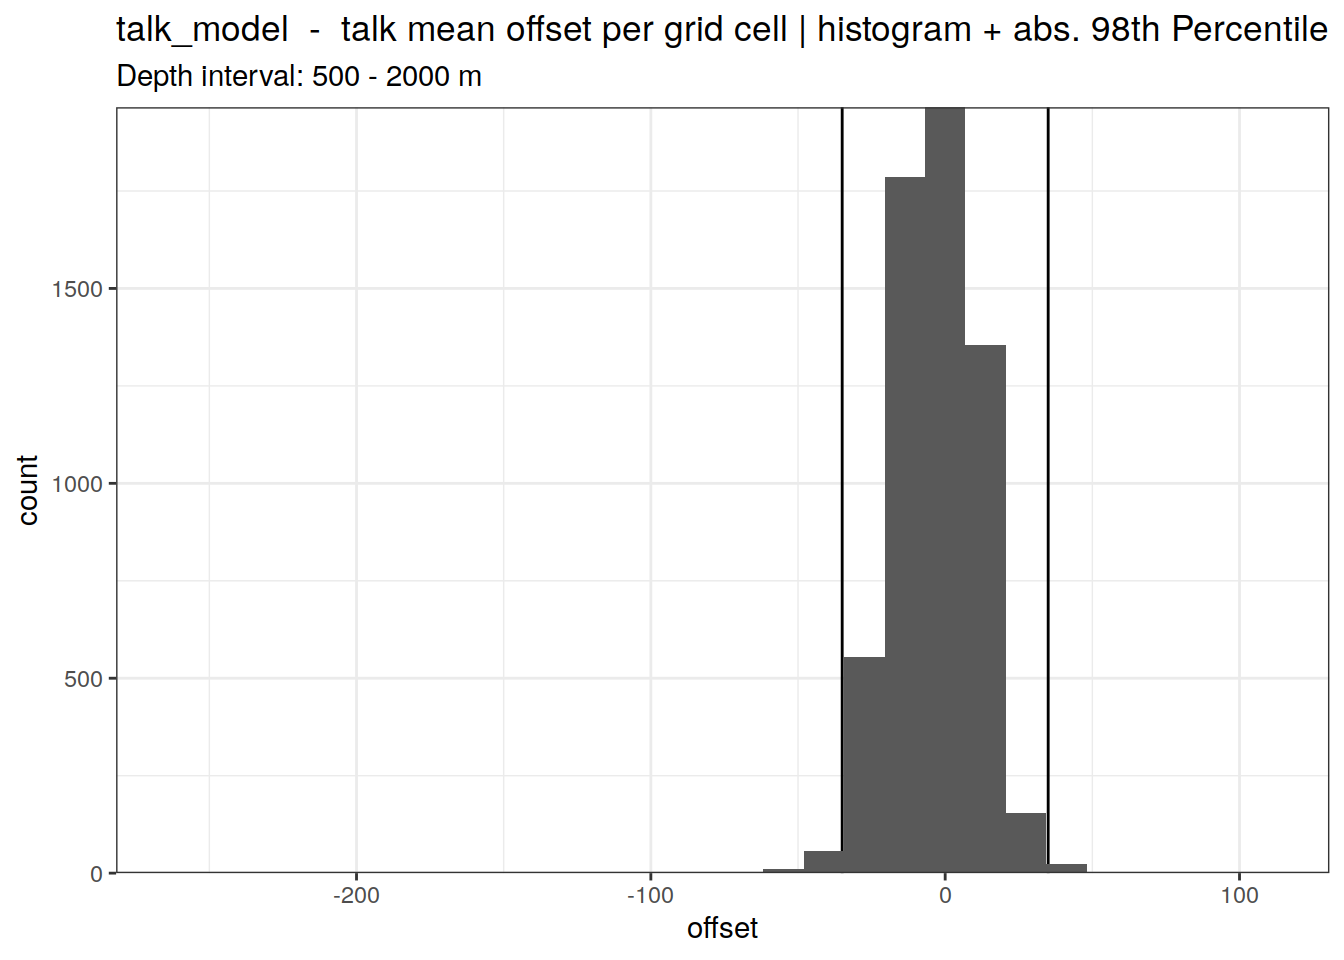 talk_model - talk mean offset per grid cell | histogram + abs. 98th Percentile
Depth interval: 500 - 2000 m
1500
1000
500
0
count
-200
-100
0
100
offset